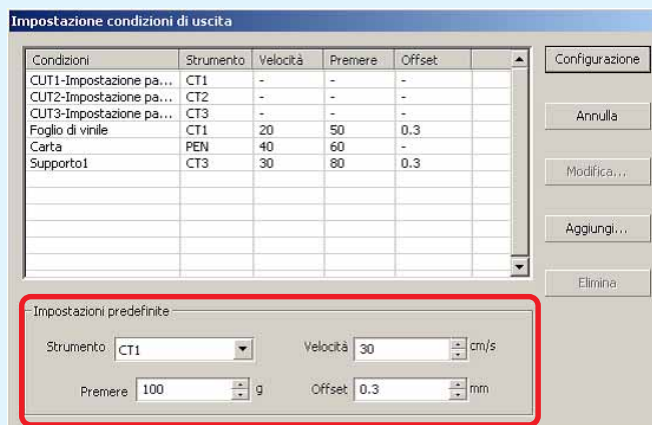 Impostazione condizioni di uscita
Condizioni Strumento Velocità Premere Offset
CUT1-Impostazione pa... CT1 - - -
CUT2-Impostazione pa... CT2 - - -
CUT3-Impostazione pa... CT3 - - -
Foglio di vinile CT1 20 50 0.3
Carta PEN 40 60 -
Supporto1 CT3 30 80 0.3
Configurazione
Annulla
Modifica...
Aggiungi...
Elimina
Impostazioni predefinite
Strumento CT1 Velocità 30 cm/s
Premere 100 g Offset 0.3 mm